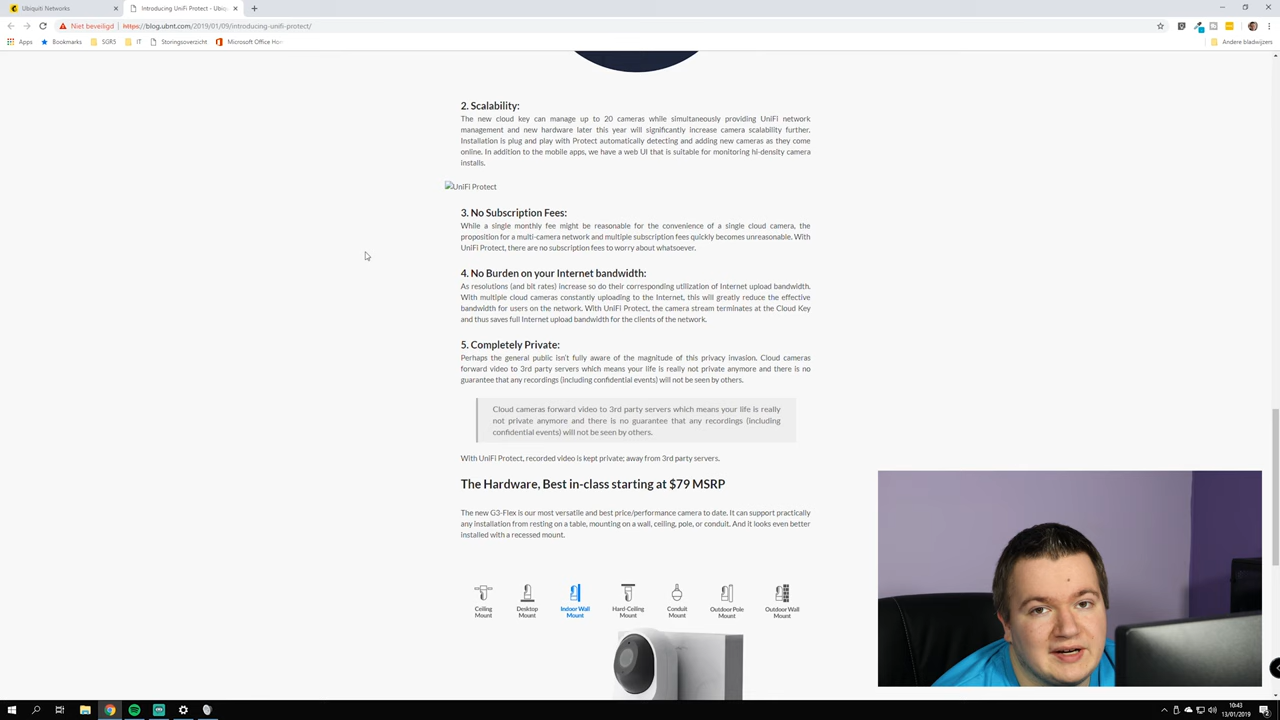 Ubiquiti Networks
Introducing UniFi Protect - Ubiq
Niet beveiligd
https://blog.ubnt.com/2019/01/09/introducing-unifi-protect/
Apps
Bookmarks
SGR5
IT
Storingsoverzicht
Microsoft Office Hon
Andere bladwijzers
2. Scalability:
The new cloud key can manage up to 20 cameras while simultaneously providing UniFi network
management and new hardware later this year will significantly increase camera scalability further.
Installation is plug and play with Protect automatically detecting and adding new cameras as they come
online. In addition to the mobile apps, we have a web UI that is suitable for monitoring hi-density camera
installs.
UniFi Protect
3. No Subscription Fees:
While a single monthly fee might be reasonable for the convenience of a single cloud camera, the
proposition for a multi-camera network and multiple subscription fees quickly becomes unreasonable. With
UniFi Protect, there are no subscription fees to worry about whatsoever.
4. No Burden on your Internet bandwidth:
As resolutions (and bit rates) increase so do their corresponding utilization of Internet upload bandwidth.
With multiple cloud cameras constantly uploading to the Internet, this will greatly reduce the effective
bandwidth for users on the network. With UniFi Protect, the camera stream terminates at the Cloud Key
and thus saves full Internet upload bandwidth for the clients of the network.
5. Completely Private:
Perhaps the general public isn't fully aware of the magnitude of this privacy invasion. Cloud cameras
forward video to 3rd party servers which means your life is really not private anymore and there is no
guarantee that any recordings (including confidential events) will not be seen by others.
Cloud cameras forward video to 3rd party servers which means your life is really
not private anymore and there is no guarantee that any recordings (including
confidential events) will not be seen by others.
With UniFi Protect, recorded video is kept private; away from 3rd party servers.
The Hardware, Best in-class starting at $79 MSRP
The new G3-Flex is our most versatile and best price/performance camera to date. It can support practically
any installation from resting on a table, mounting on a wall, ceiling, pole, or conduit. And it looks even better
installed with a recessed mount.
Ceiling Mount
Desktop Mount
Indoor Wall Mount
Hard-Ceiling Mount
Conduit Mount
Outdoor Pole Mount
Outdoor Wall Mount
10:43
13/01/2019